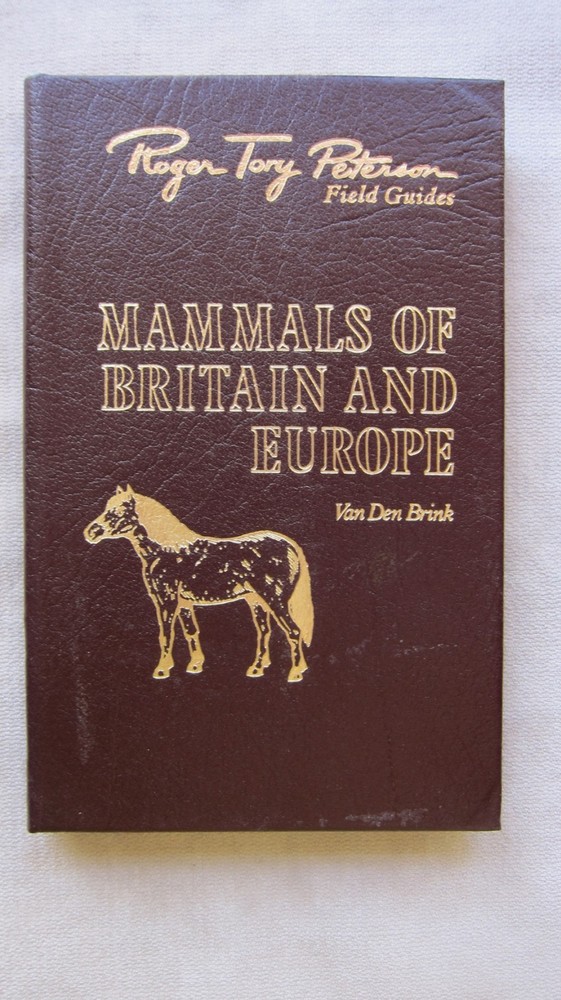 Roger Tory Peterson
Field Guides
MAMMALS OF
BRITAIN AND
EUROPE
Van Den Brink